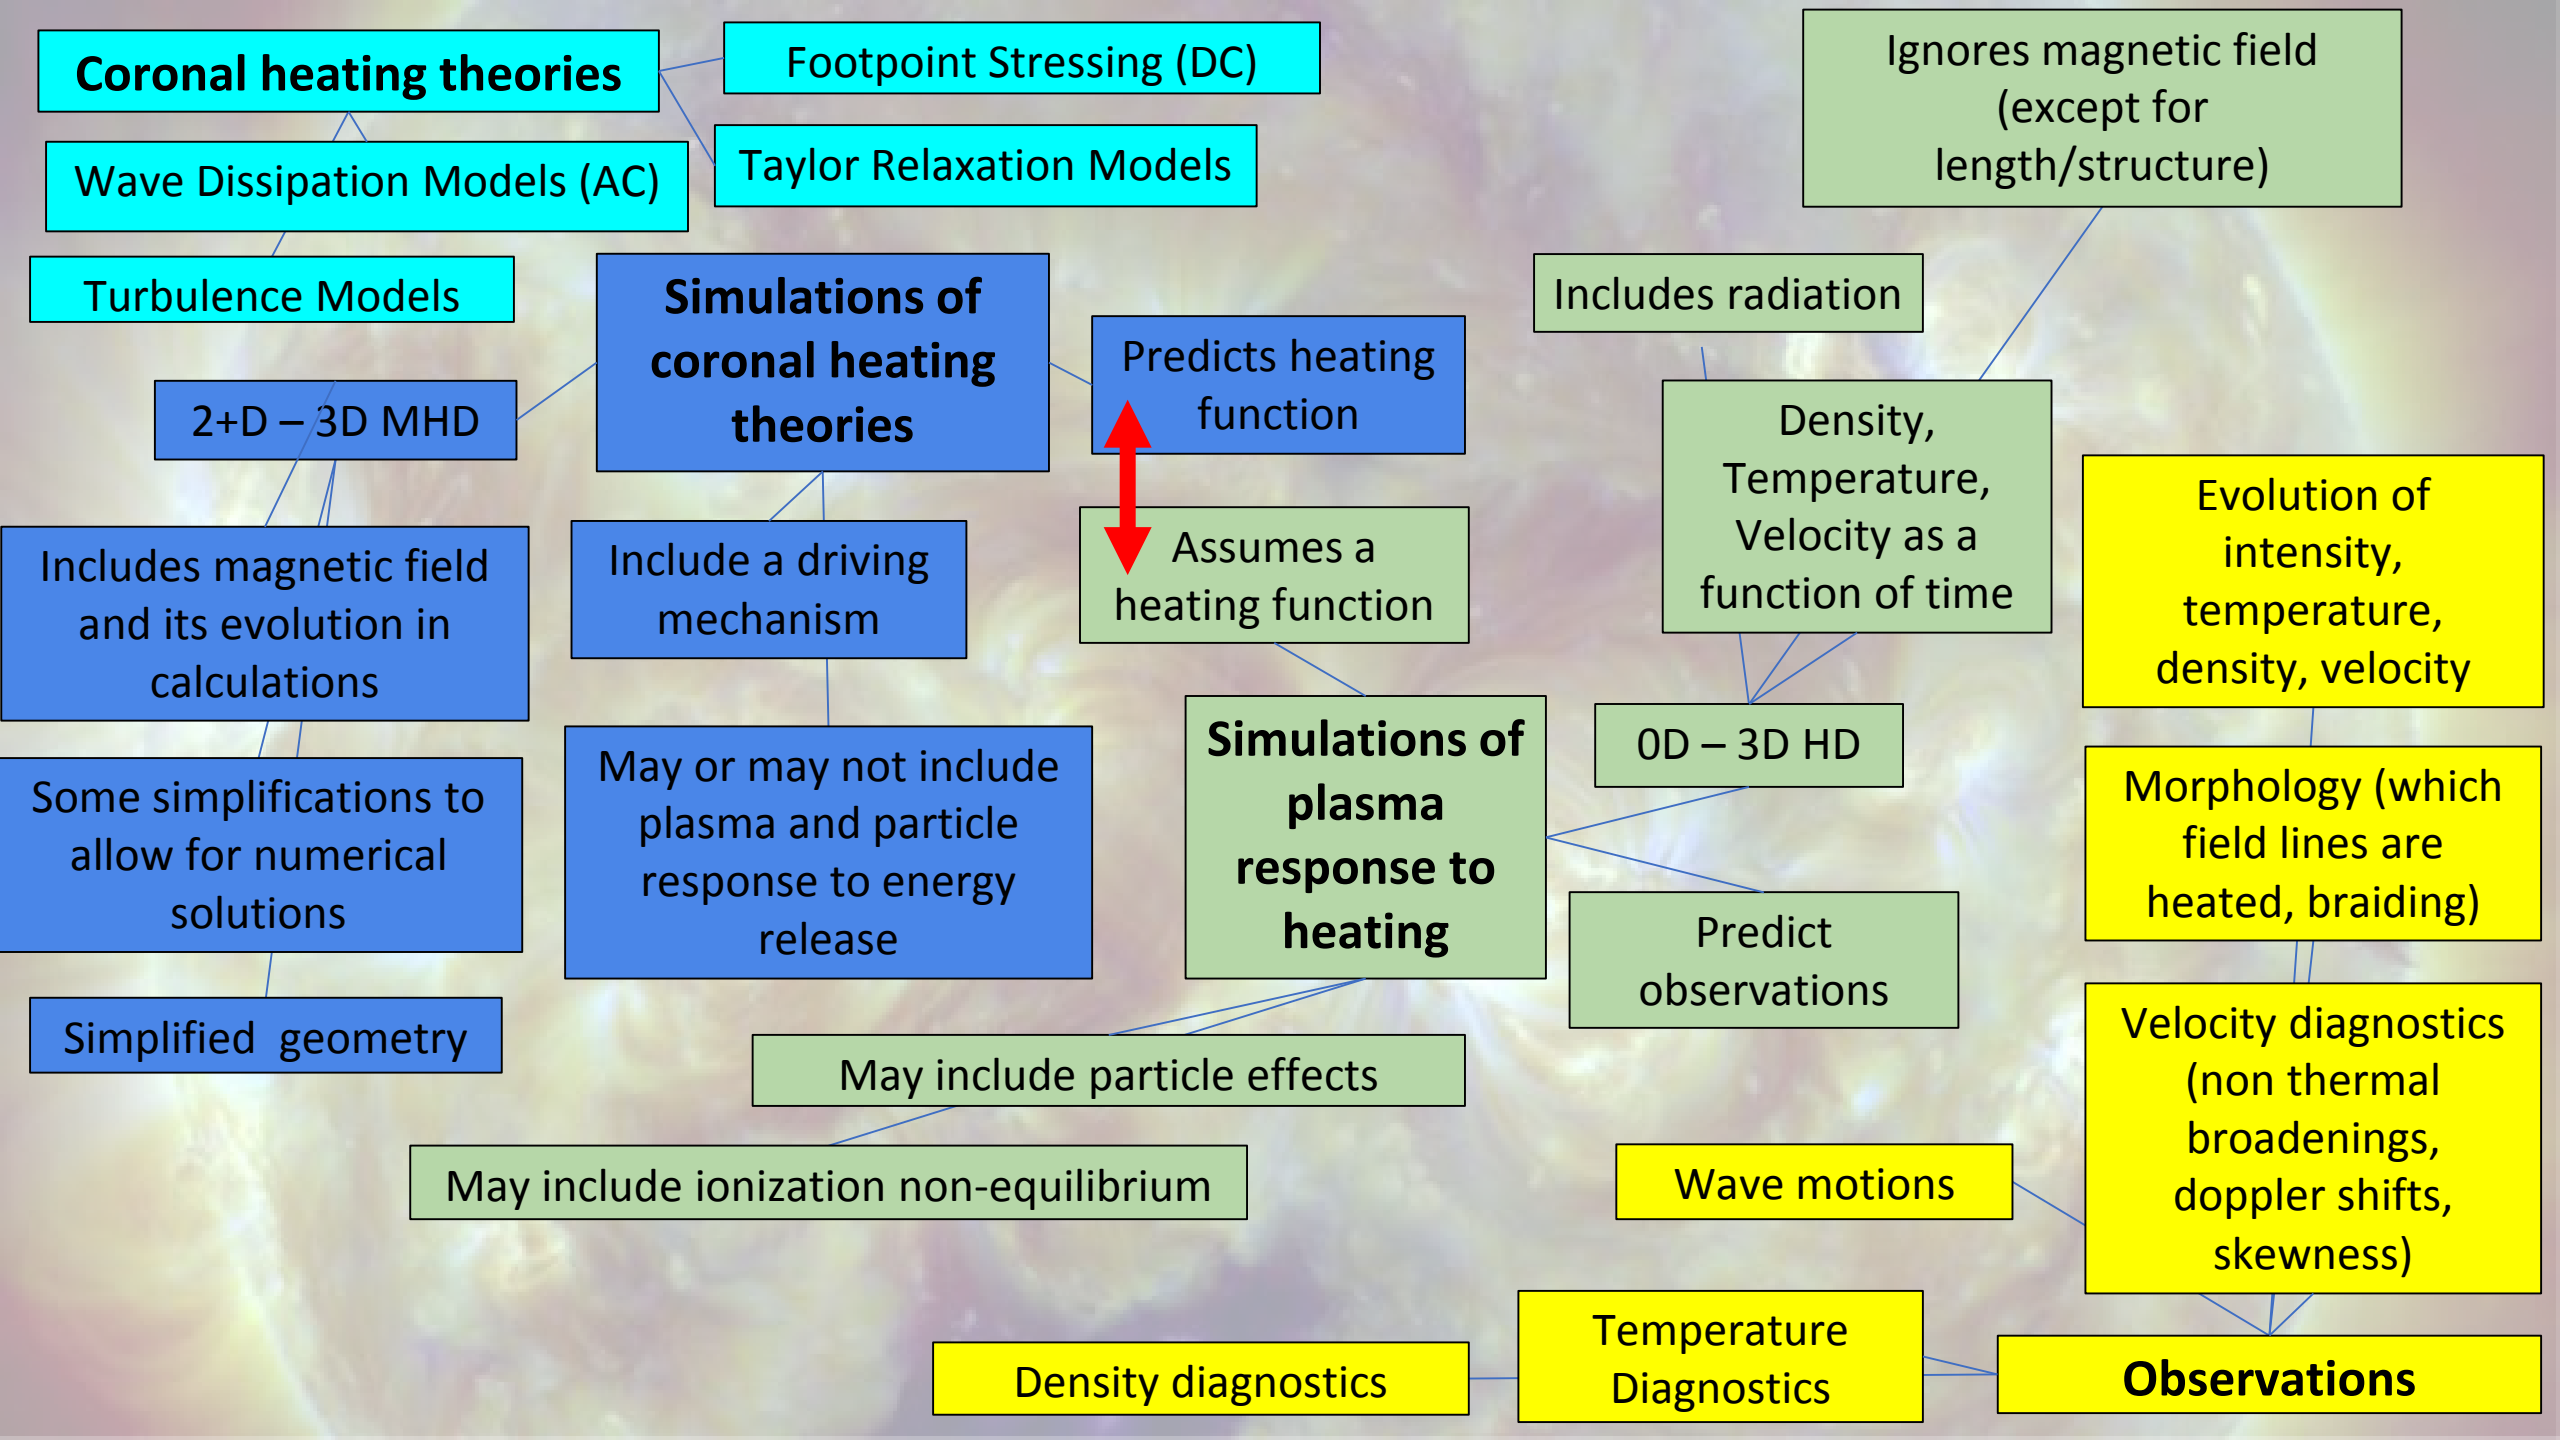 Coronal heating theories
Footpoint Stressing (DC)
Taylor Relaxation Models
Wave Dissipation Models (AC)
Turbulence Models
Ignores magnetic field
(except for
length/structure)
Includes radiation
Simulations of
coronal heating
theories
Predicts heating
function
2+D – 3D MHD
Density,
Temperature,
Velocity as a
function of time
Evolution of
intensity,
temperature,
density, velocity
Includes magnetic field
and its evolution in
calculations
Include a driving
mechanism
Assumes a
heating function
Some simplifications to
allow for numerical
solutions
May or may not include
plasma and particle
response to energy
release
Simulations of
plasma
response to
heating
0D – 3D HD
Morphology (which
field lines are
heated, braiding)
Predict
observations
Simplified  geometry
May include particle effects
Velocity diagnostics
(non thermal
broadenings,
doppler shifts,
skewness)
May include ionization non-equilibrium
Wave motions
Density diagnostics
Temperature
Diagnostics
Observations